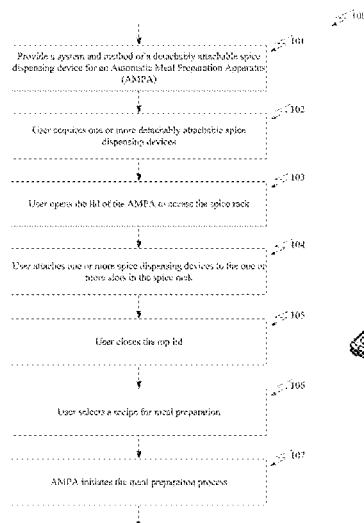 100
101
Provide a system and method of a detachably attachable spice
dispensing device for an Automatic Meal Preparation Apparatus
(AMPA)
102
User acquires one or more detachably attachable spice
dispensing devices
103
User opens the lid of the AMPA to access the spice rack
104
User attaches one or more spice dispensing devices to the one or
more slots in the spice rack
105
User closes the top lid
106
User selects a recipe for meal preparation
107
AMPA initiates the meal preparation process